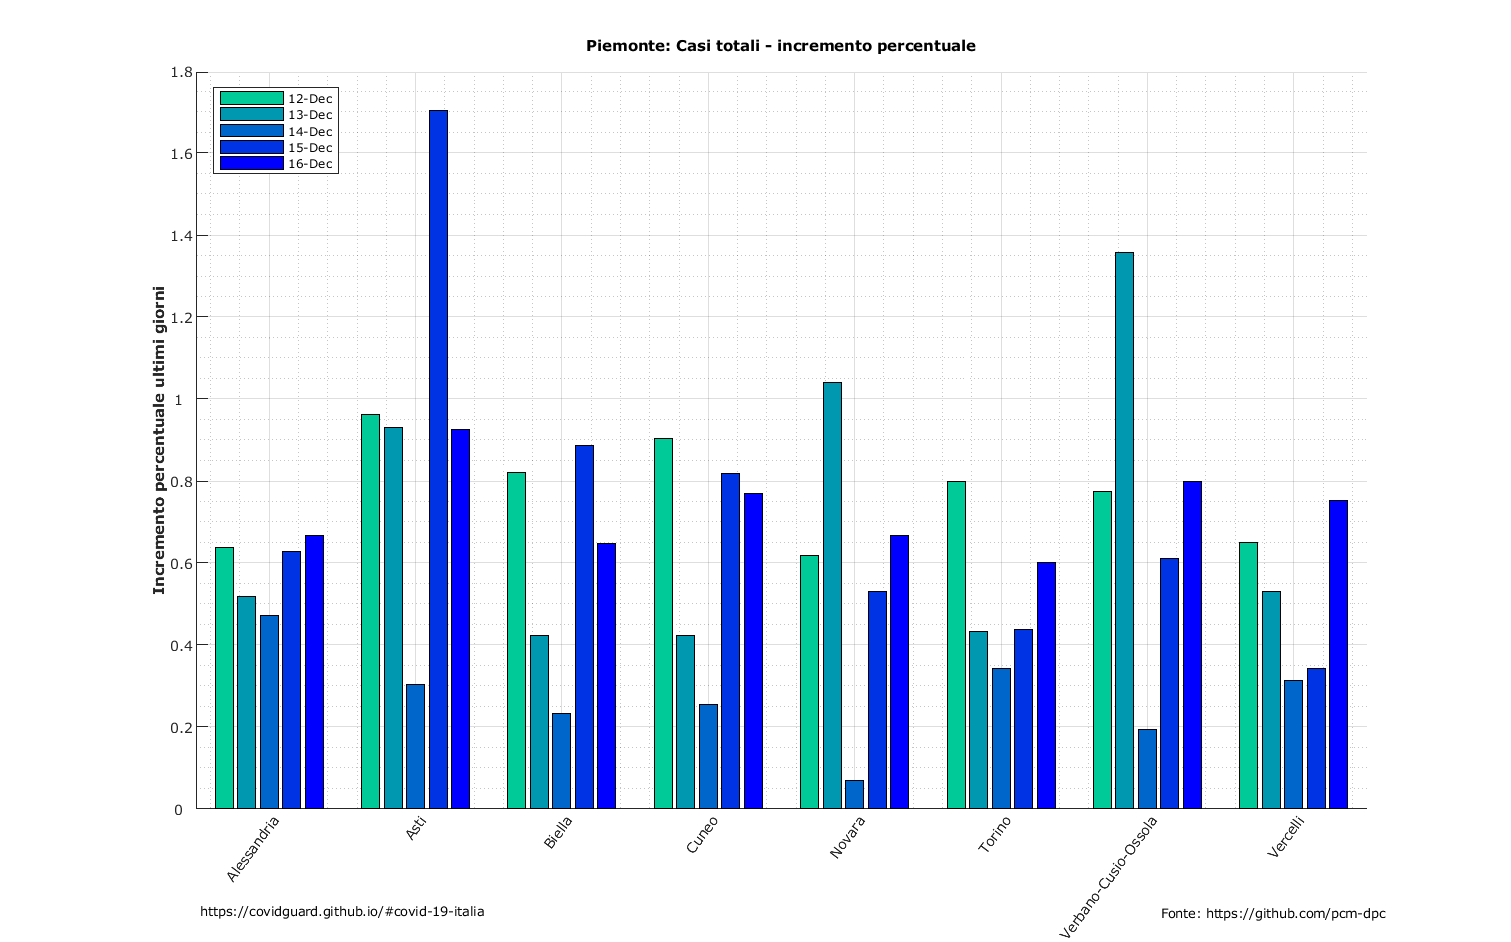 Piemonte: Casi totali - incremento percentuale
1.8
1.6
1.4
1.2
1
0.8
0.6
0.4
0.2
0
Incremento percentuale ultimi giorni
12-Dec
13-Dec
14-Dec
15-Dec
16-Dec
Alessandria
Asti
Biella
Cuneo
Novara
Torino
Verbano-Cusio-Ossola
Vercelli
https://covidguard.github.io/#covid-19-italia
Fonte: https://github.com/pcm-dpc